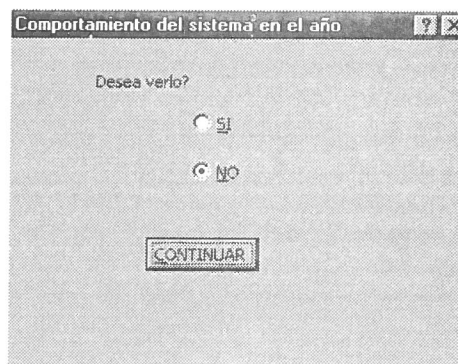 Comportamiento del sistema en el año
Desea verlo?
SI
NO
CONTINUAR